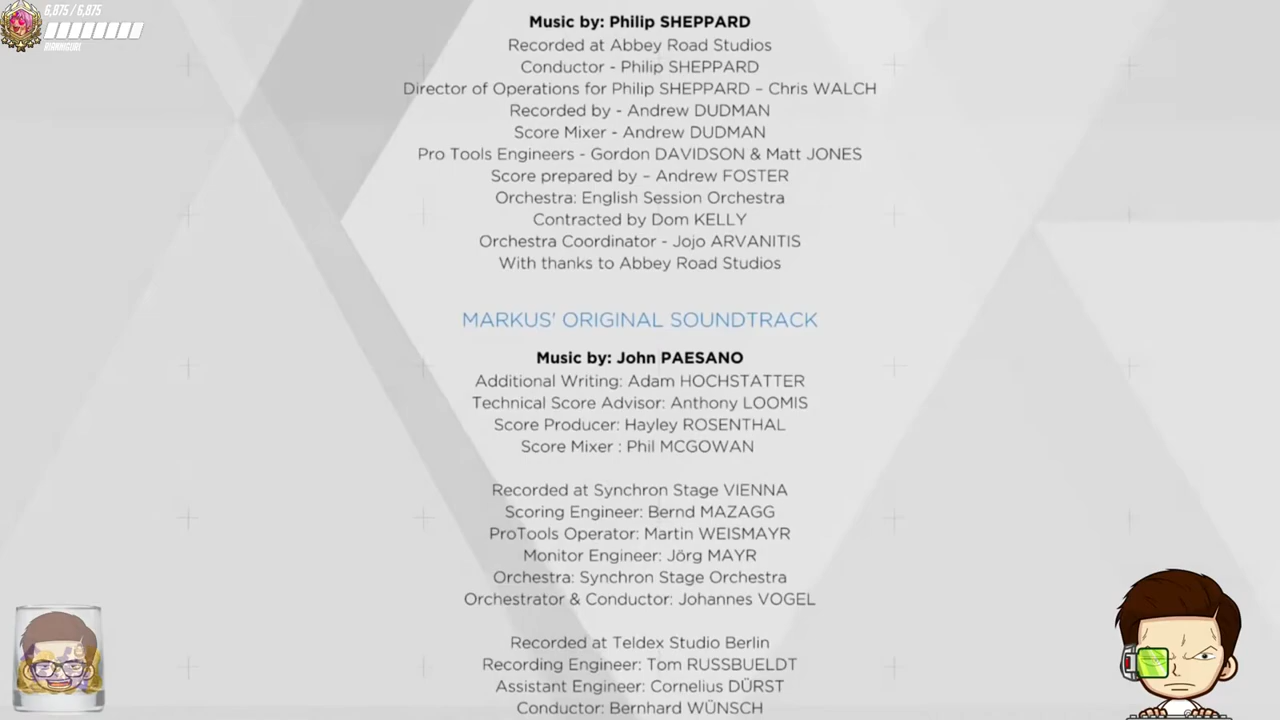 6,875 / 6,875
Music by: Philip SHEPPARD
Recorded at Abbey Road Studios
Conductor - Philip SHEPPARD
Director of Operations for Philip SHEPPARD – Chris WALCH
Recorded by - Andrew DUDMAN
Score Mixer - Andrew DUDMAN
Pro Tools Engineers - Gordon DAVIDSON & Matt JONES
Score prepared by – Andrew FOSTER
Orchestra: English Session Orchestra
Contracted by Dom KELLY
Orchestra Coordinator - Jojo ARVANITIS
With thanks to Abbey Road Studios
MARKUS' ORIGINAL SOUNDTRACK
Music by: John PAESANO
Additional Writing: Adam HOCHSTATTER
Technical Score Advisor: Anthony LOOMIS
Score Producer: Hayley ROSENTHAL
Score Mixer : Phil MCGOWAN
Recorded at Synchron Stage VIENNA
Scoring Engineer: Bernd MAZAGG
ProTools Operator: Martin WEISMAYR
Monitor Engineer: Jörg MAYR
Orchestra: Synchron Stage Orchestra
Orchestrator & Conductor: Johannes VOGEL
Recorded at Teldex Studio Berlin
Recording Engineer: Tom RUSSBUELDT
Assistant Engineer: Cornelius DÜRST
Conductor: Bernhard WÜNSCH